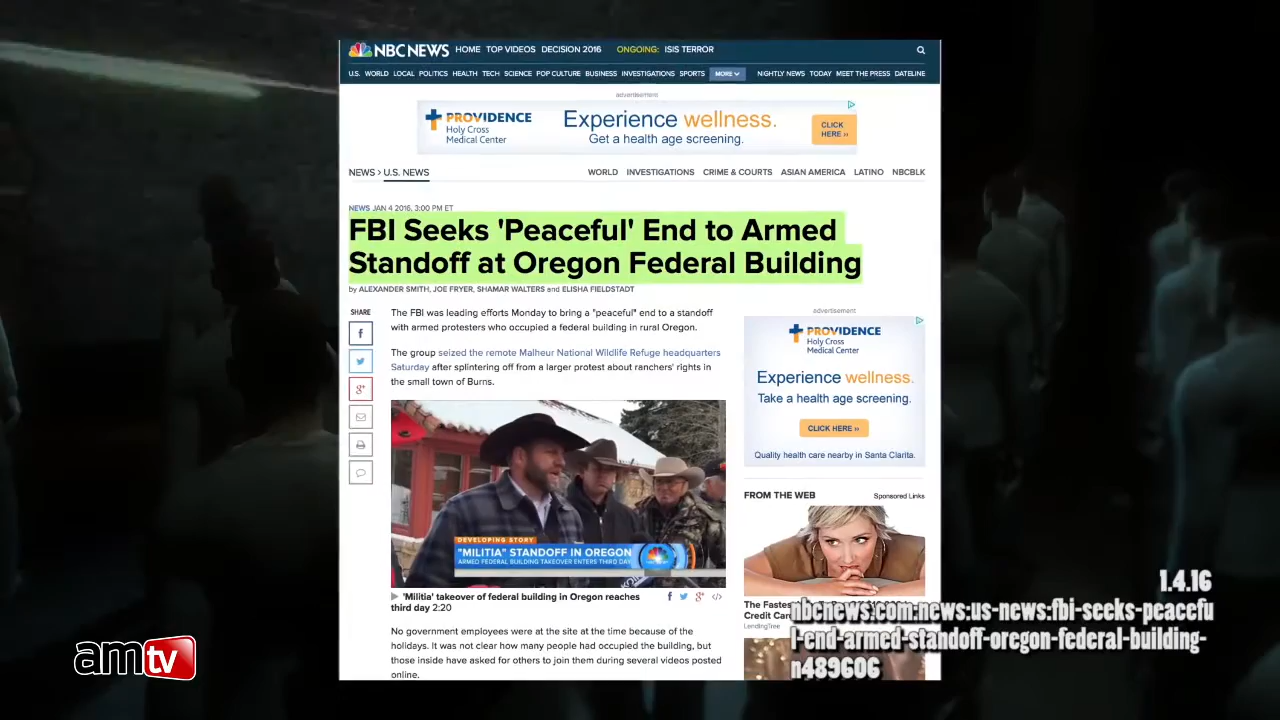 NBC NEWS HOME TOP VIDEOS DECISION 2016 ONGOING: ISIS TERROR
U.S. WORLD LOCAL POLITICS HEALTH TECH SCIENCE POP CULTURE BUSINESS INVESTIGATIONS SPORTS MORE NIGHTLY NEWS TODAY MEET THE PRESS DATELINE
advertisement
PROVIDENCE
Holy Cross
Medical Center
Experience wellness.
Get a health age screening.
CLICK
HERE ››
NEWS > U.S. NEWS
WORLD INVESTIGATIONS CRIME & COURTS ASIAN AMERICA LATINO NBCBLK
NEWS JAN 4 2016, 3:00 PM ET
FBI Seeks 'Peaceful' End to Armed
Standoff at Oregon Federal Building
by ALEXANDER SMITH, JOE FRYER, SHAMAR WALTERS and ELISHA FIELDSTADT
SHARE
The FBI was leading efforts Monday to bring a "peaceful" end to a standoff
with armed protesters who occupied a federal building in rural Oregon.
The group seized the remote Malheur National Wildlife Refuge headquarters
Saturday after splintering off from a larger protest about ranchers' rights in
the small town of Burns.
DEVELOPING STORY
"MILITIA" STANDOFF IN OREGON
ARMED FEDERAL BUILDING TAKEOVER ENTERS THIRD DAY
'Militia' takeover of federal building in Oregon reaches
third day 2:20
No government employees were at the site at the time because of the
holidays. It was not clear how many people had occupied the building, but
those inside have asked for others to join them during several videos posted
online.
advertisement
PROVIDENCE
Holy Cross
Medical Center
Experience wellness.
Take a health age screening.
CLICK HERE ››
Quality health care nearby in Santa Clarita.
FROM THE WEB Sponsored Links
The Fastes
Credit Car
LendingTree
1.4.16
nbcnews.com:news:us-news:fbi-seeks-peacefu
l-end-armed-standoff-oregon-federal-building-
n489606
amtv